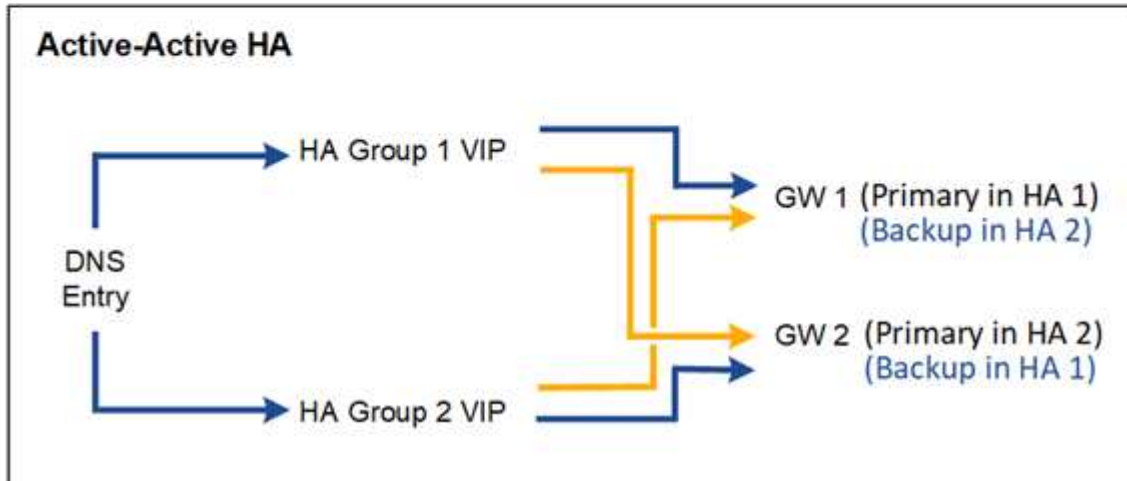 Active-Active HA
HA Group 1 VIP
GW 1 (Primary in HA 1)
(Backup in HA 2)
DNS
Entry
GW 2 (Primary in HA 2)
(Backup in HA 1)
HA Group 2 VIP